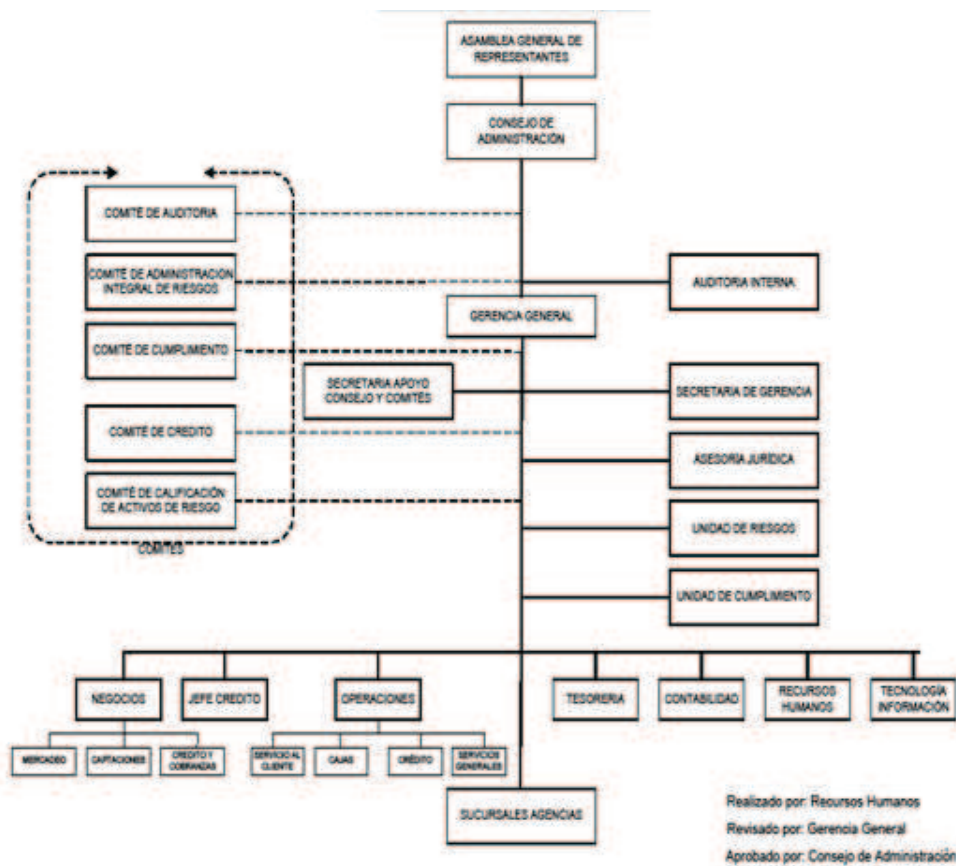 ASAMBLEA GENERAL DE
REPRESENTANTES
CONSEJO DE
ADMINISTRACIÓN
COMITÉ DE AUDITORIA
COMITÉ DE ADMINISTRACION
INTEGRAL DE RIESGOS
AUDITORIA INTERNA
GERENCIA GENERAL
COMITÉ DE CUMPLIMIENTO
SECRETARIA APOYO
CONSEJO Y COMITÉS
SECRETARIA DE GERENCIA
COMITÉ DE CRÉDITO
ASESORÍA JURÍDICA
COMITÉ DE CALIFICACIÓN
DE ACTIVOS DE RIESGO
UNIDAD DE RIESGOS
COMITES
UNIDAD DE CUMPLIMIENTO
NEGOCIOS
JEFE CREDITO
OPERACIONES
TESORERIA
CONTABILIDAD
RECURSOS
HUMANOS
TECNOLOGÍA
INFORMACIÓN
MERCADEO
CAPTACIONES
CREDITO Y
COBRANZAS
SERVICIO AL
CLIENTE
CAJAS
CRÉDITO
SERVICIOS
GENERALES
SUCURSALES AGENCIAS
Realizado por: Recursos Humanos
Revisado por: Gerencia General
Aprobado por: Consejo de Administración